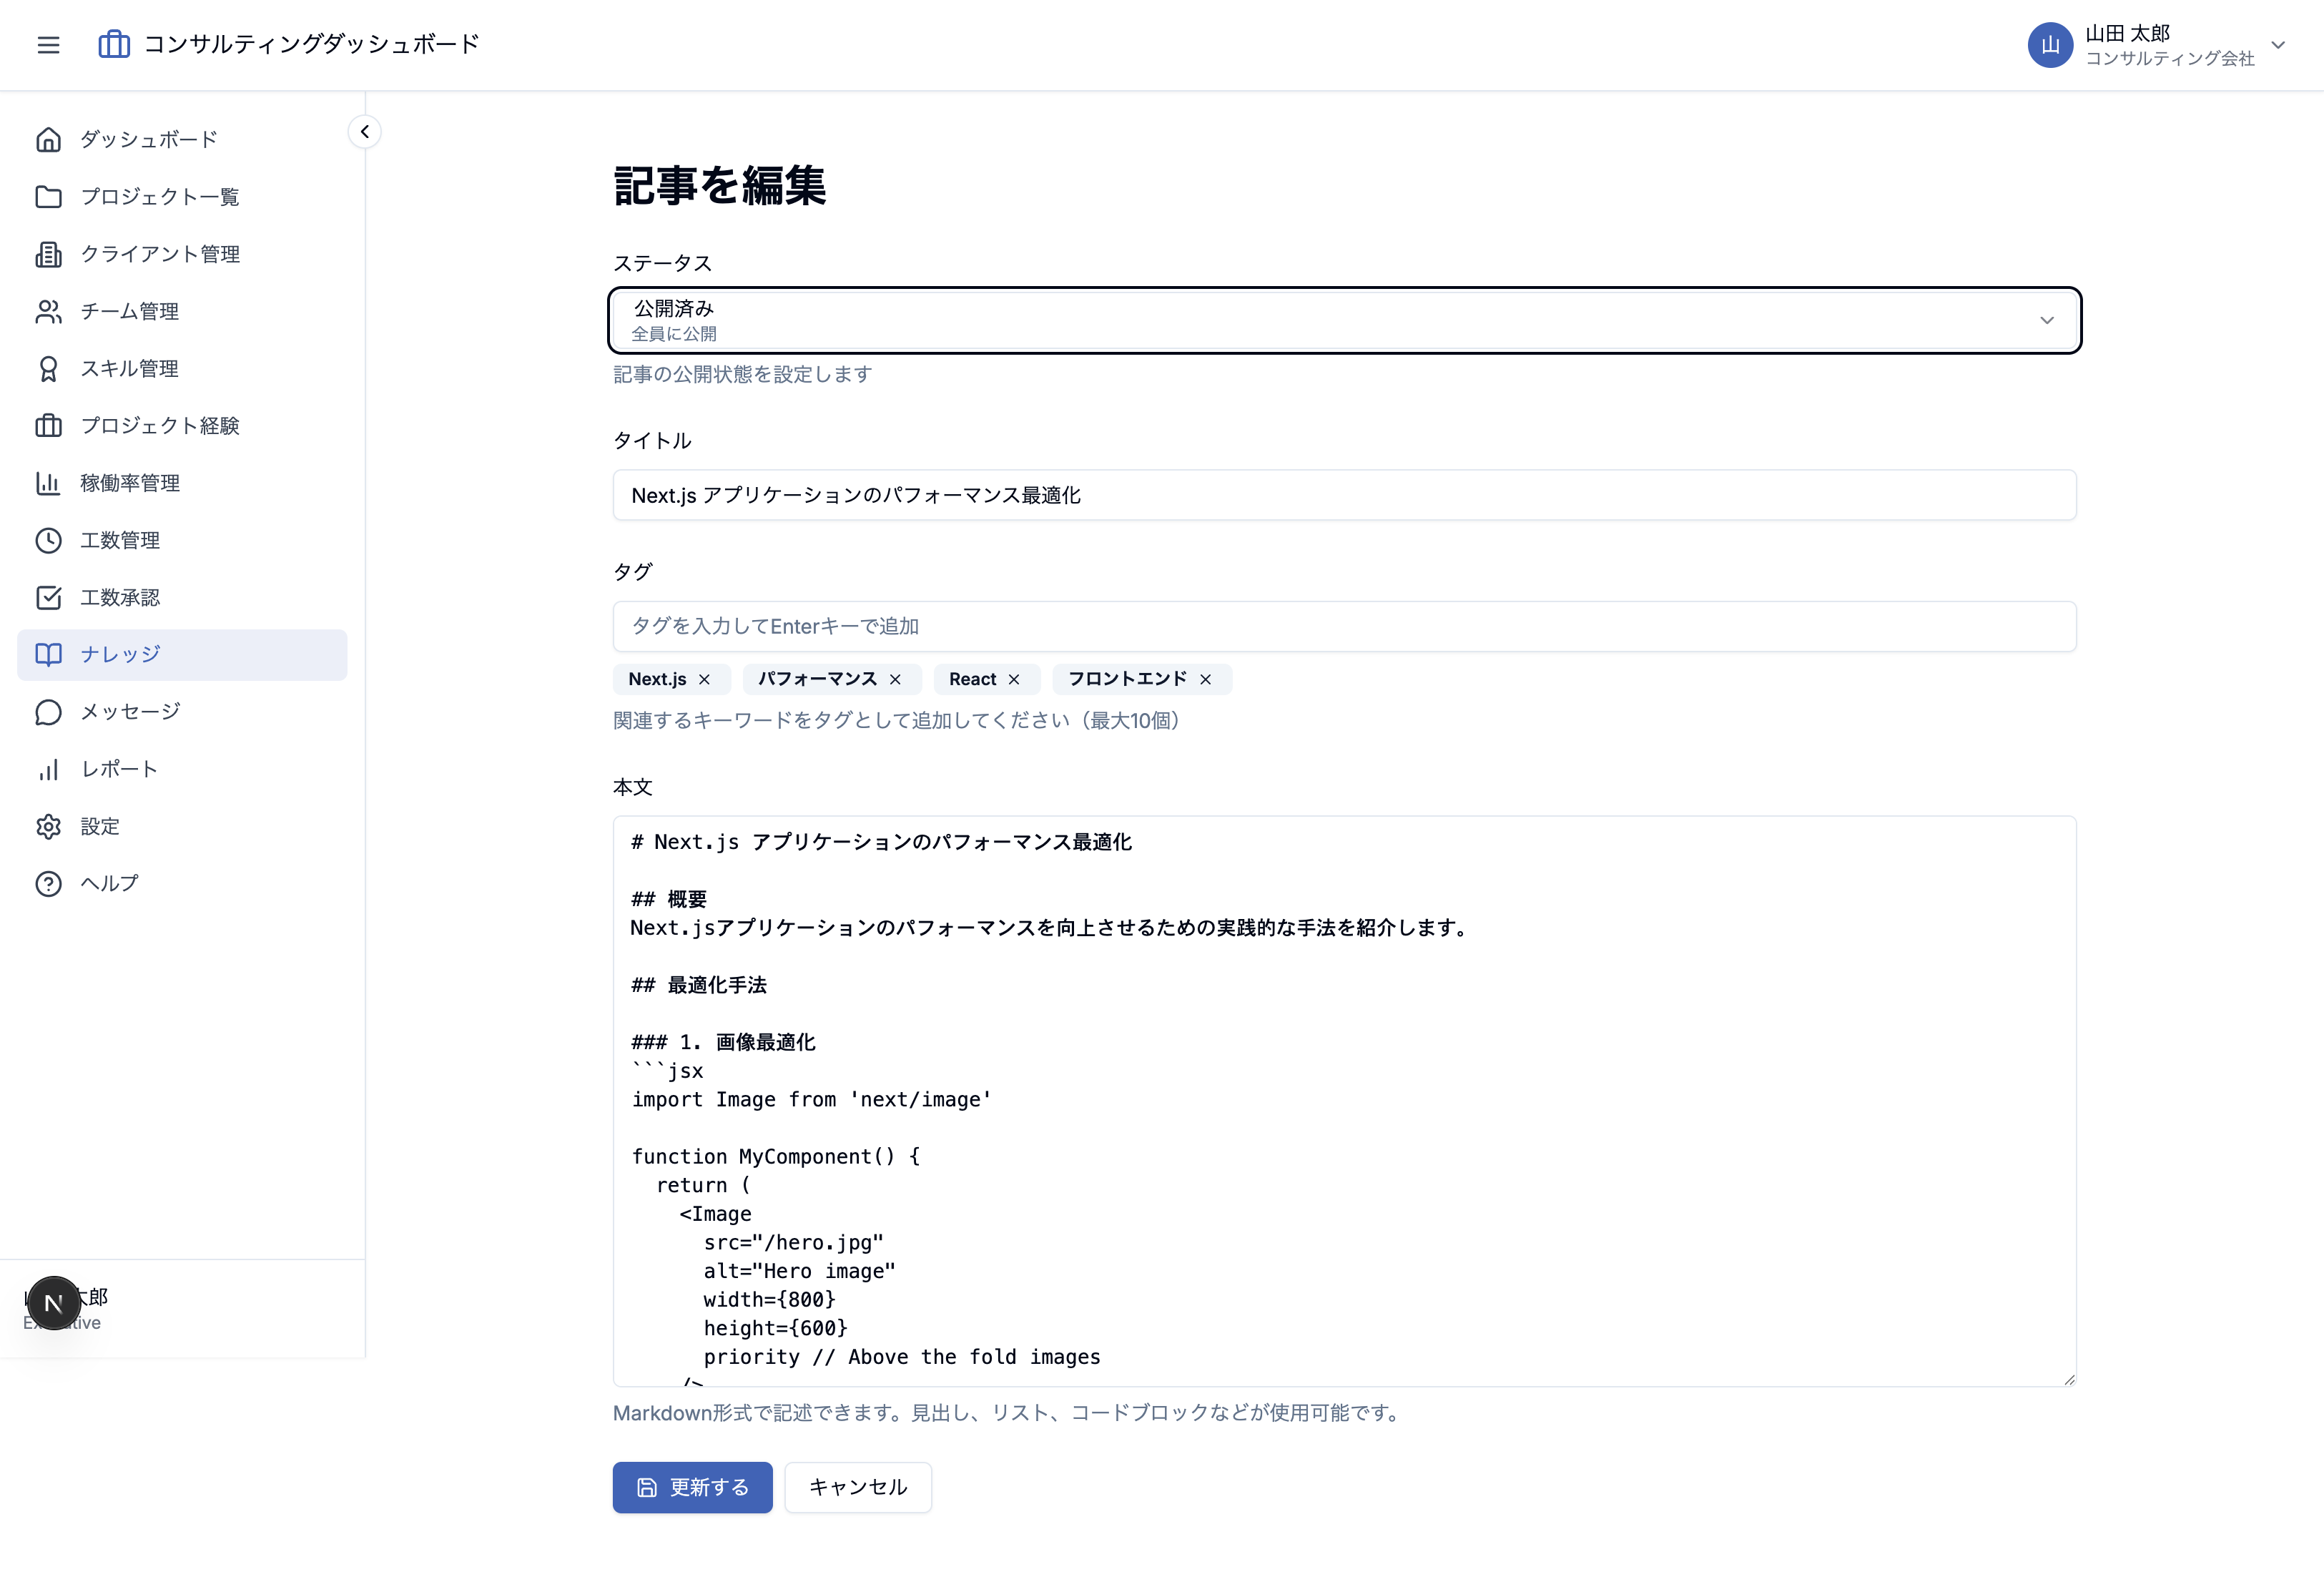 コンサルティングダッシュボード
山
山田 太郎
コンサルティング会社
ダッシュボード
プロジェクト一覧
クライアント管理
チーム管理
スキル管理
プロジェクト経験
稼働率管理
工数管理
工数承認
ナレッジ
メッセージ
レポート
設定
ヘルプ
N
太郎
記事を編集
ステータス
公開済み
全員に公開
記事の公開状態を設定します
タイトル
Next.js アプリケーションのパフォーマンス最適化
タグ
タグを入力してEnterキーで追加
Next.js × パフォーマンス × React × フロントエンド ×
関連するキーワードをタグとして追加してください（最大10個）
本文
# Next.js アプリケーションのパフォーマンス最適化
## 概要
Next.jsアプリケーションのパフォーマンスを向上させるための実践的な手法を紹介します。
## 最適化手法
### 1. 画像最適化
```jsx
import Image from 'next/image'
function MyComponent() {
  return (
    <Image
      src="/hero.jpg"
      alt="Hero image"
      width={800}
      height={600}
      priority // Above the fold images
    />
Markdown形式で記述できます。見出し、リスト、コードブロックなどが使用可能です。
更新する
キャンセル